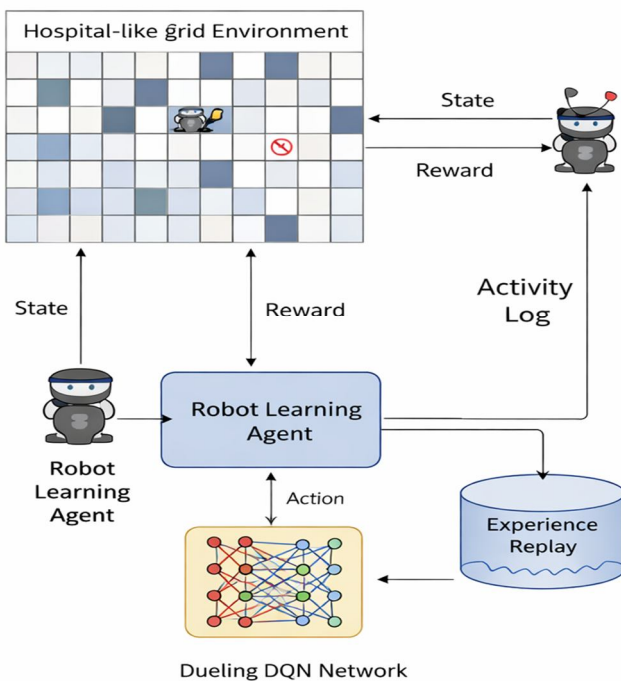 Hospital-like grid Environment
State
Reward
State
Reward
Activity
Log
Robot Learning
Agent
Robot
Learning
Agent
Action
Experience
Replay
Dueling DQN Network